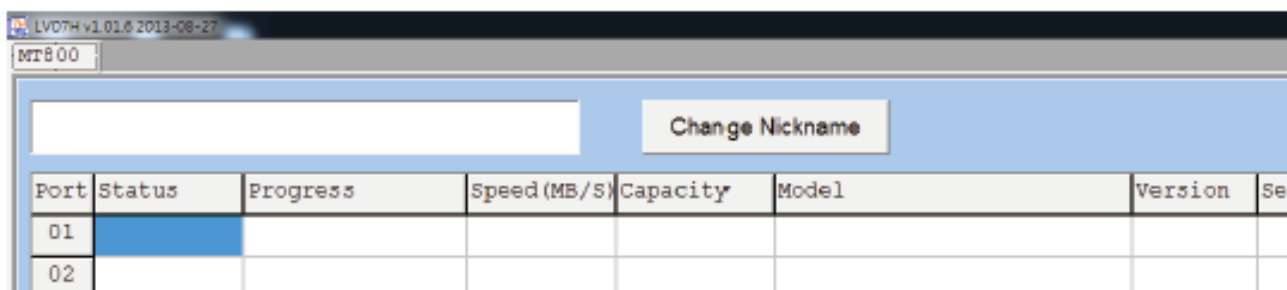 LV07H v1.01.6 2013-08-27
MT800
Change Nickname
Port Status Progress Speed(MB/S) Capacity Model Version Se
01
02